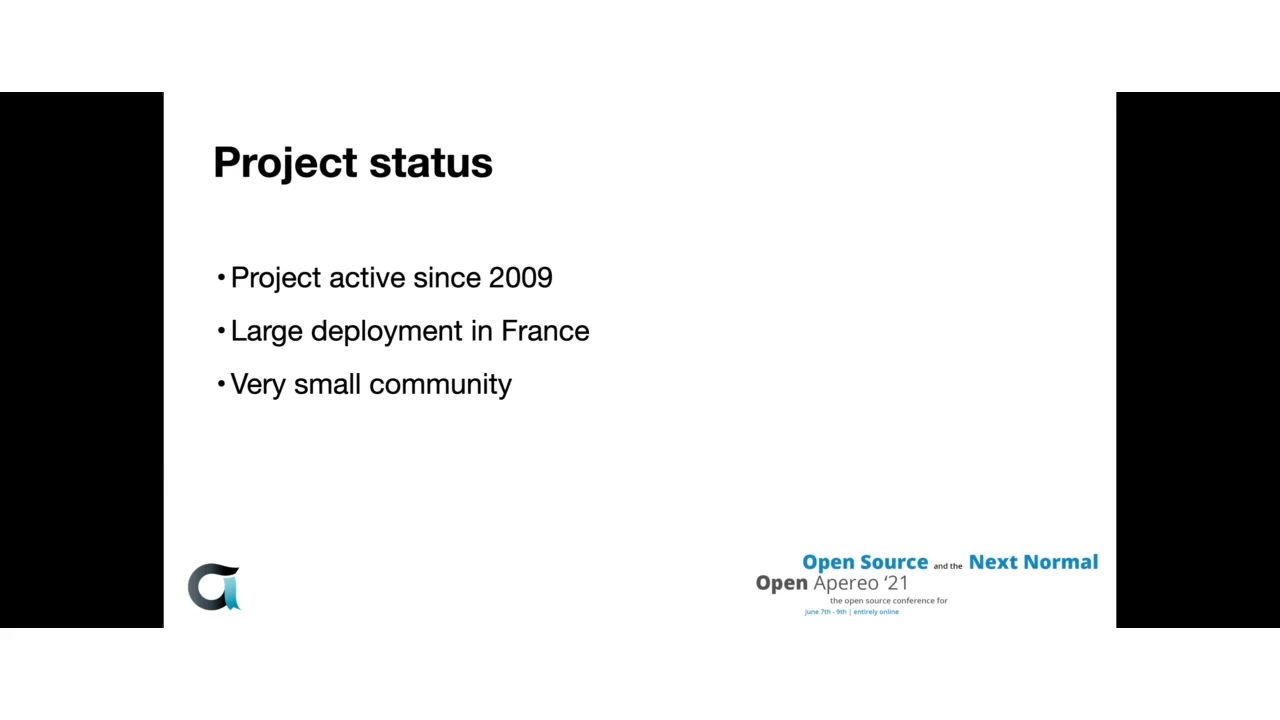 Project status
• Project active since 2009
• Large deployment in France
• Very small community
Open Source and the Next Normal
Open Apereo ‘21
the open source conference for
june 7th - 9th | entirely online